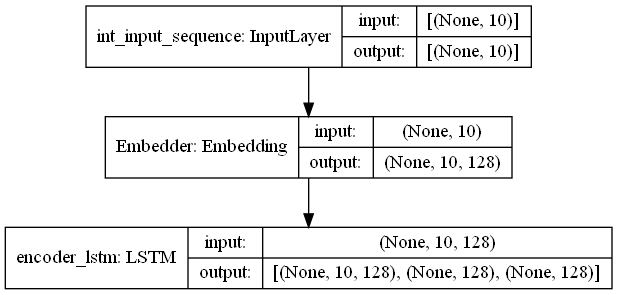 int_input_sequence: InputLayer
input:
[(None, 10)]
output:
[(None, 10)]
Embedder: Embedding
input:
(None, 10)
output:
(None, 10, 128)
encoder_lstm: LSTM
input:
(None, 10, 128)
output:
[(None, 10, 128), (None, 128), (None, 128)]